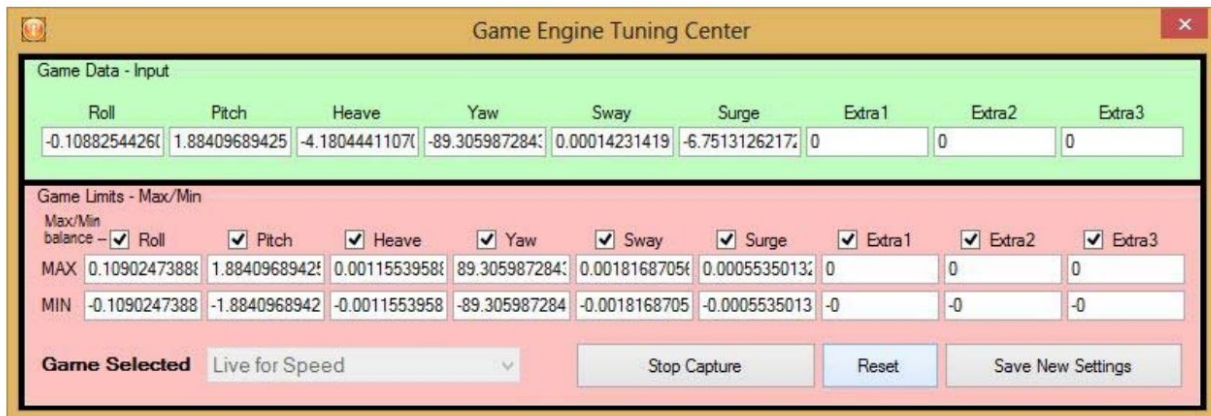 Game Engine Tuning Center
Game Data - Input
Roll Pitch Heave Yaw Sway Surge Extra1 Extra2 Extra3
-0.1088254426( 1.88409689425 -4.1804441107( -89.3059872843 0.00014231419 -6.7513126217 0 0 0
Game Limits - Max/Min
Max/Min
balance -- Roll Pitch Heave Yaw Sway Surge Extra1 Extra2 Extra3
MAX 0.1090247388 1.8840968942 0.0011553958 89.305987284 0.0018168705 0.0005535013 0 0 0
MIN -0.1090247388 -1.8840968942 -0.0011553958 -89.305987284 -0.0018168705 -0.0005535013 -0 -0 -0
Game Selected Live for Speed Stop Capture Reset Save New Settings